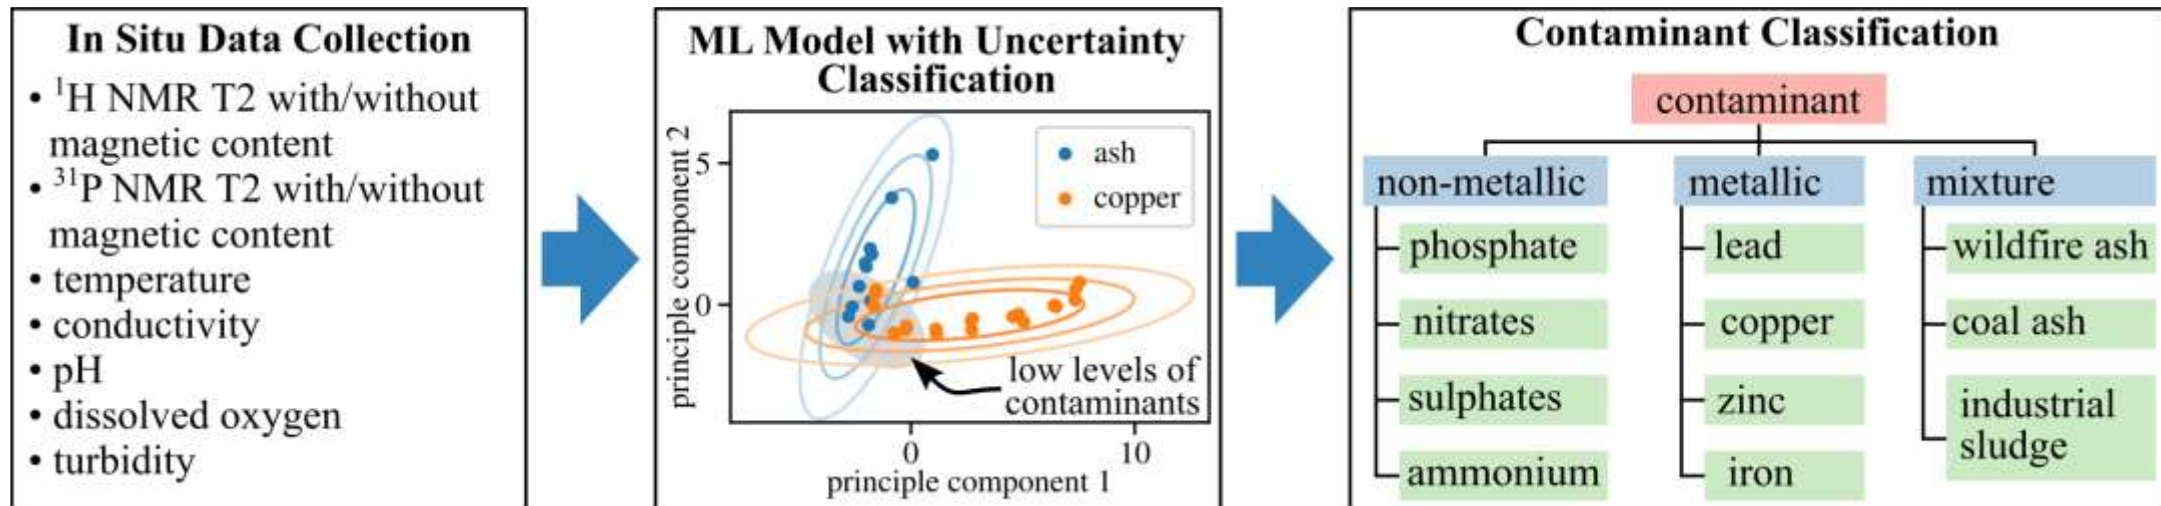 In Situ Data Collection
• ¹H NMR T2 with/without
magnetic content
• ³¹P NMR T2 with/without
magnetic content
• temperature
• conductivity
• pH
• dissolved oxygen
• turbidity
ML Model with Uncertainty
Classification
principle component 2
5
0
ash
copper
low levels of
contaminants
0
10
principle component 1
Contaminant Classification
contaminant
non-metallic
phosphate
nitrates
sulphates
ammonium
metallic
lead
copper
zinc
iron
mixture
wildfire ash
coal ash
industrial
sludge